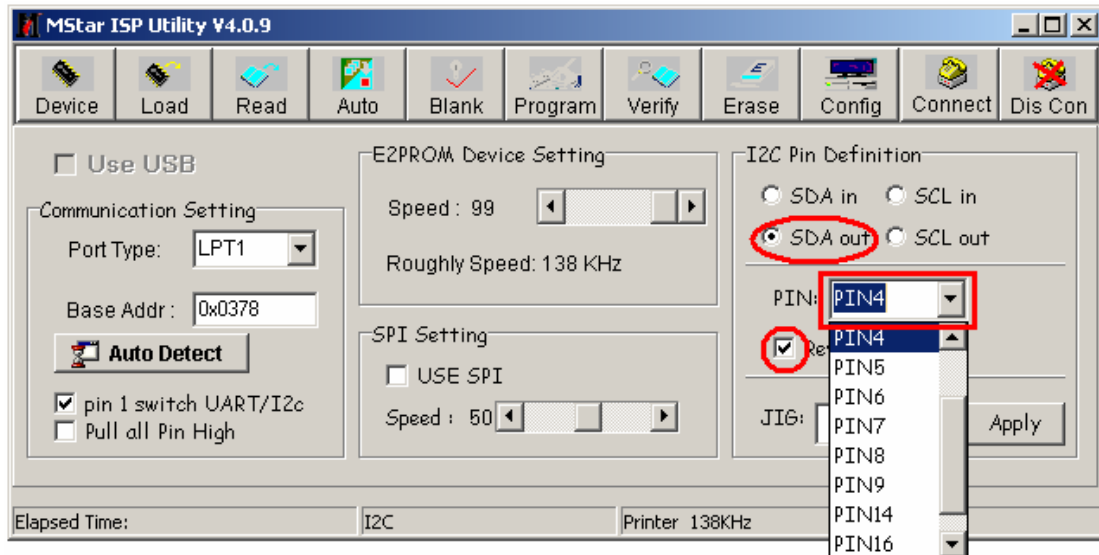 MStar ISP Utility V4.0.9
Device Load Read Auto Blank Program Verify Erase Config Connect Dis Con
Use USB
Communication Setting
Port Type: LPT1
Base Addr : 0x0378
Auto Detect
pin 1 switch UART/I2c
Pull all Pin High
E2PROM Device Setting
Speed : 99
Roughly Speed: 138 KHz
SPI Setting
USE SPI
Speed : 50
I2C Pin Definition
SDA in SCL in
SDA out SCL out
PIN: PIN4
PIN4
PIN5
PIN6
PIN7
PIN8
PIN9
PIN14
PIN16
JIG:
Apply
Elapsed Time: I2C Printer 138KHz